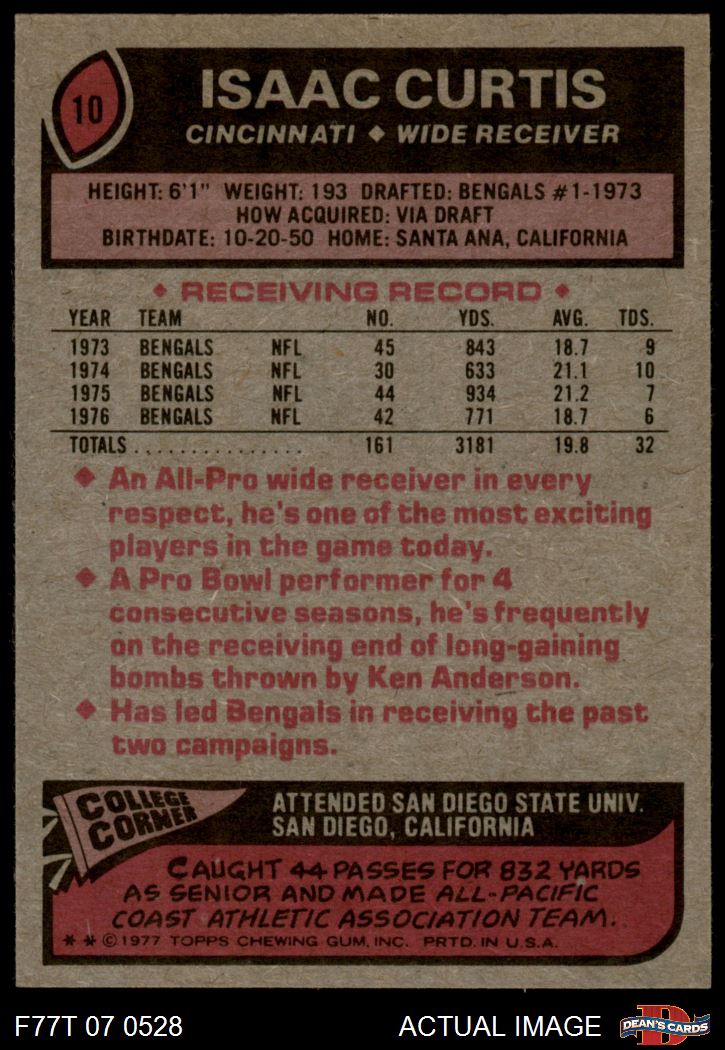 10
ISAAC CURTIS
CINCINNATI ◆ WIDE RECEIVER
HEIGHT: 6'1" WEIGHT: 193 DRAFTED: BENGALS #1-1973
HOW ACQUIRED: VIA DRAFT
BIRTHDATE: 10-20-50 HOME: SANTA ANA, CALIFORNIA
◆ RECEIVING RECORD ◆
YEAR TEAM NO. YDS. AVG. TDS.
1973 BENGALS NFL 45 843 18.7 9
1974 BENGALS NFL 30 633 21.1 10
1975 BENGALS NFL 44 934 21.2 7
1976 BENGALS NFL 42 771 18.7 6
TOTALS............... 161 3181 19.8 32
◆ An All-Pro wide receiver in every
respect, he's one of the most exciting
players in the game today.
◆ A Pro Bowl performer for 4
consecutive seasons, he's frequently
on the receiving end of long-gaining
bombs thrown by Ken Anderson.
◆ Has led Bengals in receiving the past
two campaigns.
COLLEGE
CORNER
ATTENDED SAN DIEGO STATE UNIV.
SAN DIEGO, CALIFORNIA
CAUGHT 44 PASSES FOR 832 YARDS
AS SENIOR AND MADE ALL-PACIFIC
COAST ATHLETIC ASSOCIATION TEAM.
* * © 1977 TOPPS CHEWING GUM, INC. PRTD. IN U.S.A.
F77T 07 0528 ACTUAL IMAGE
D
DEAN'S CARDS